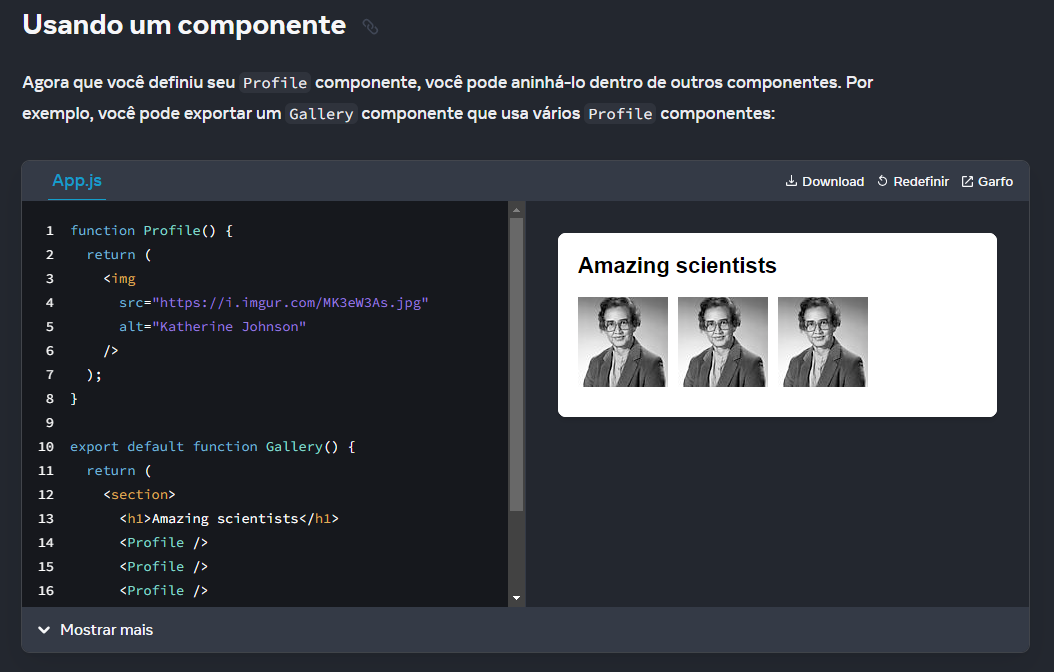 Usando um componente
Agora que você definiu seu Profile componente, você pode aninhá-lo dentro de outros componentes. Por
exemplo, você pode exportar um Gallery componente que usa vários Profile componentes:
App.js
Download Redefinir Garfo
1 function Profile() {
2   return (
3     <img
4       src="https://i.imgur.com/MK3eW3As.jpg"
5       alt="Katherine Johnson"
6     />
7   );
8 }
9
10 export default function Gallery() {
11   return (
12     <section>
13       <h1>Amazing scientists</h1>
14       <Profile />
15       <Profile />
16       <Profile />
Amazing scientists
Mostrar mais